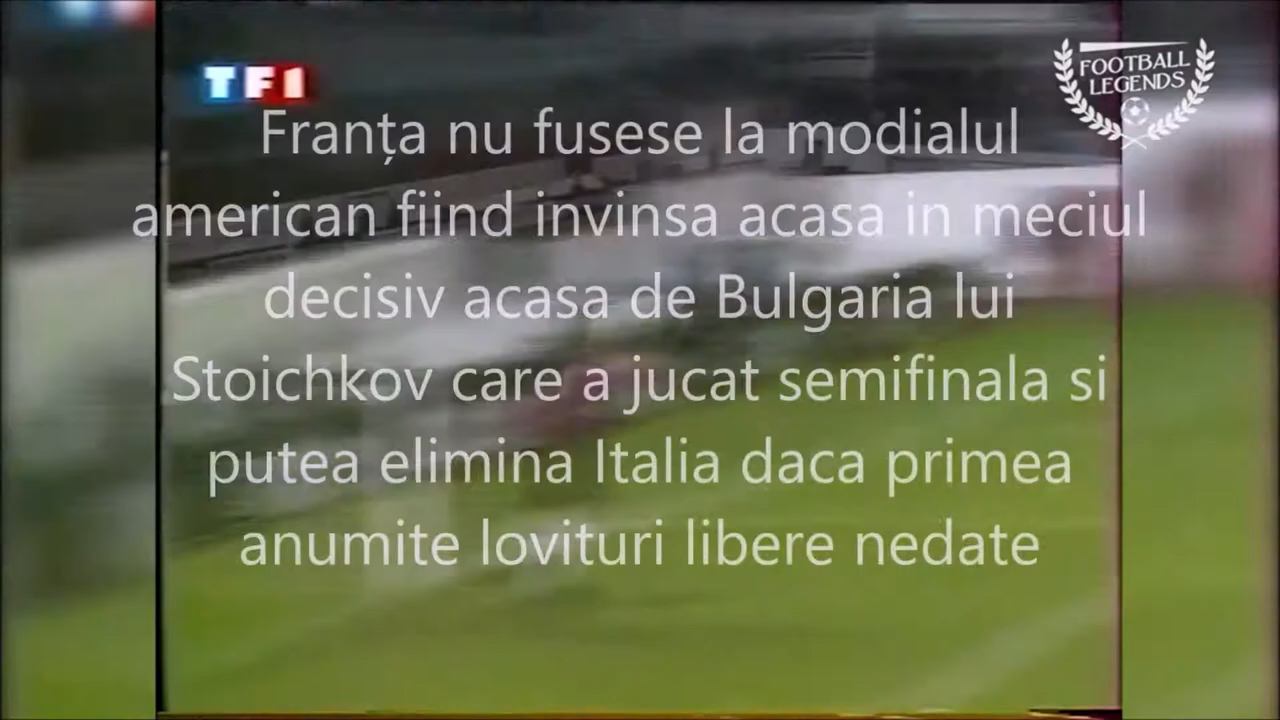 TF1
FOOTBALL
LEGENDS
Franța nu fusese la modialul
american fiind invinsa acasa in meciul
decisiv acasa de Bulgaria lui
Stoichkov care a jucat semifinala si
putea elimina Italia daca primea
anumite lovituri libere nedate